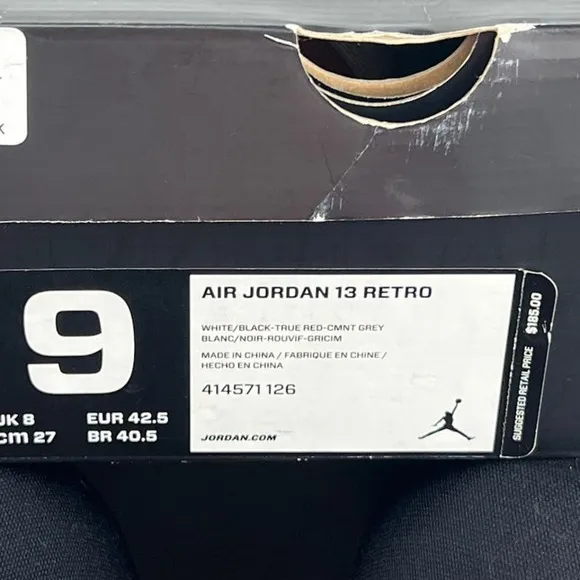 K
9
UK 8
EUR 42.5
cm 27
BR 40.5
AIR JORDAN 13 RETRO
WHITE/BLACK-TRUE RED-CMNT GREY
BLANC/NOIR-ROUVIF-GRICIM
MADE IN CHINA / FABRIQUE EN CHINE /
HECHO EN CHINA
414571 126
JORDAN.COM
SUGGESTED RETAIL PRICE $185.00